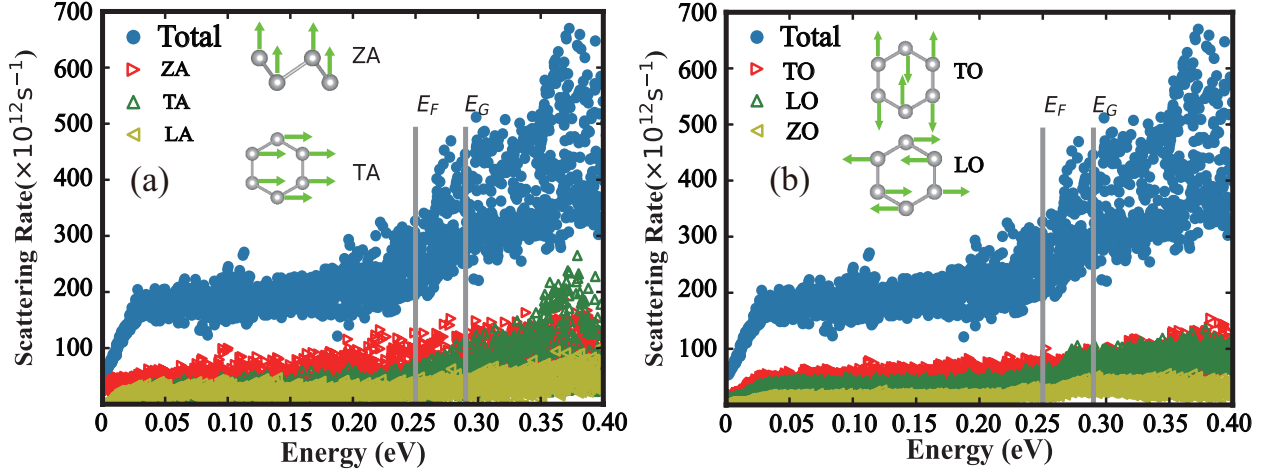 700
600
500
400
300
200
100
Scattering Rate(×10¹²s⁻¹)
Total
ZA
TA
LA
ZA
TA
(a)
E_F
E_G
0
0.05
0.10
0.15
0.20
0.25
0.30
0.35
0.40
Energy (eV)
700
600
500
400
300
200
100
Scattering Rate(×10¹²s⁻¹)
Total
TO
LO
ZO
TO
LO
(b)
E_F
E_G
0
0.05
0.10
0.15
0.20
0.25
0.30
0.35
0.40
Energy (eV)